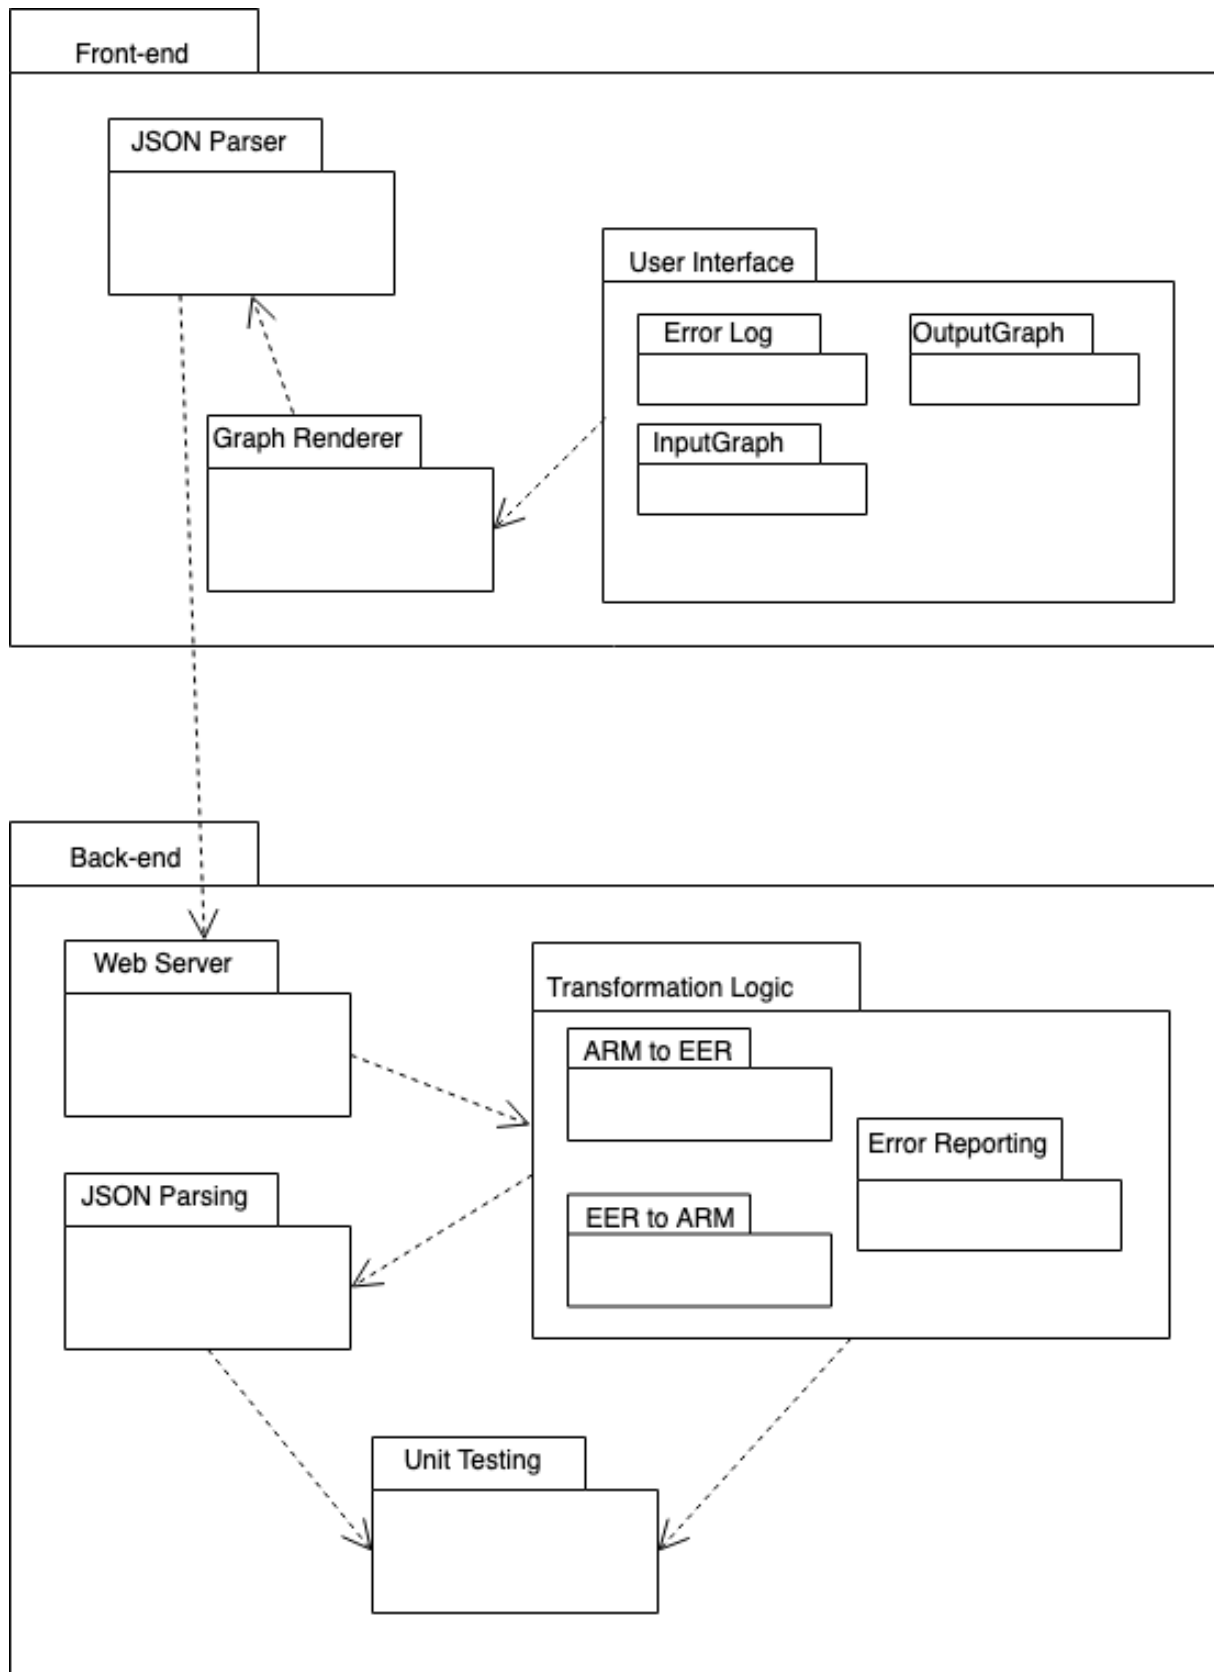 Front-end
JSON Parser
User Interface
Error Log
OutputGraph
Graph Renderer
InputGraph
Back-end
Web Server
Transformation Logic
ARM to EER
Error Reporting
JSON Parsing
EER to ARM
Unit Testing